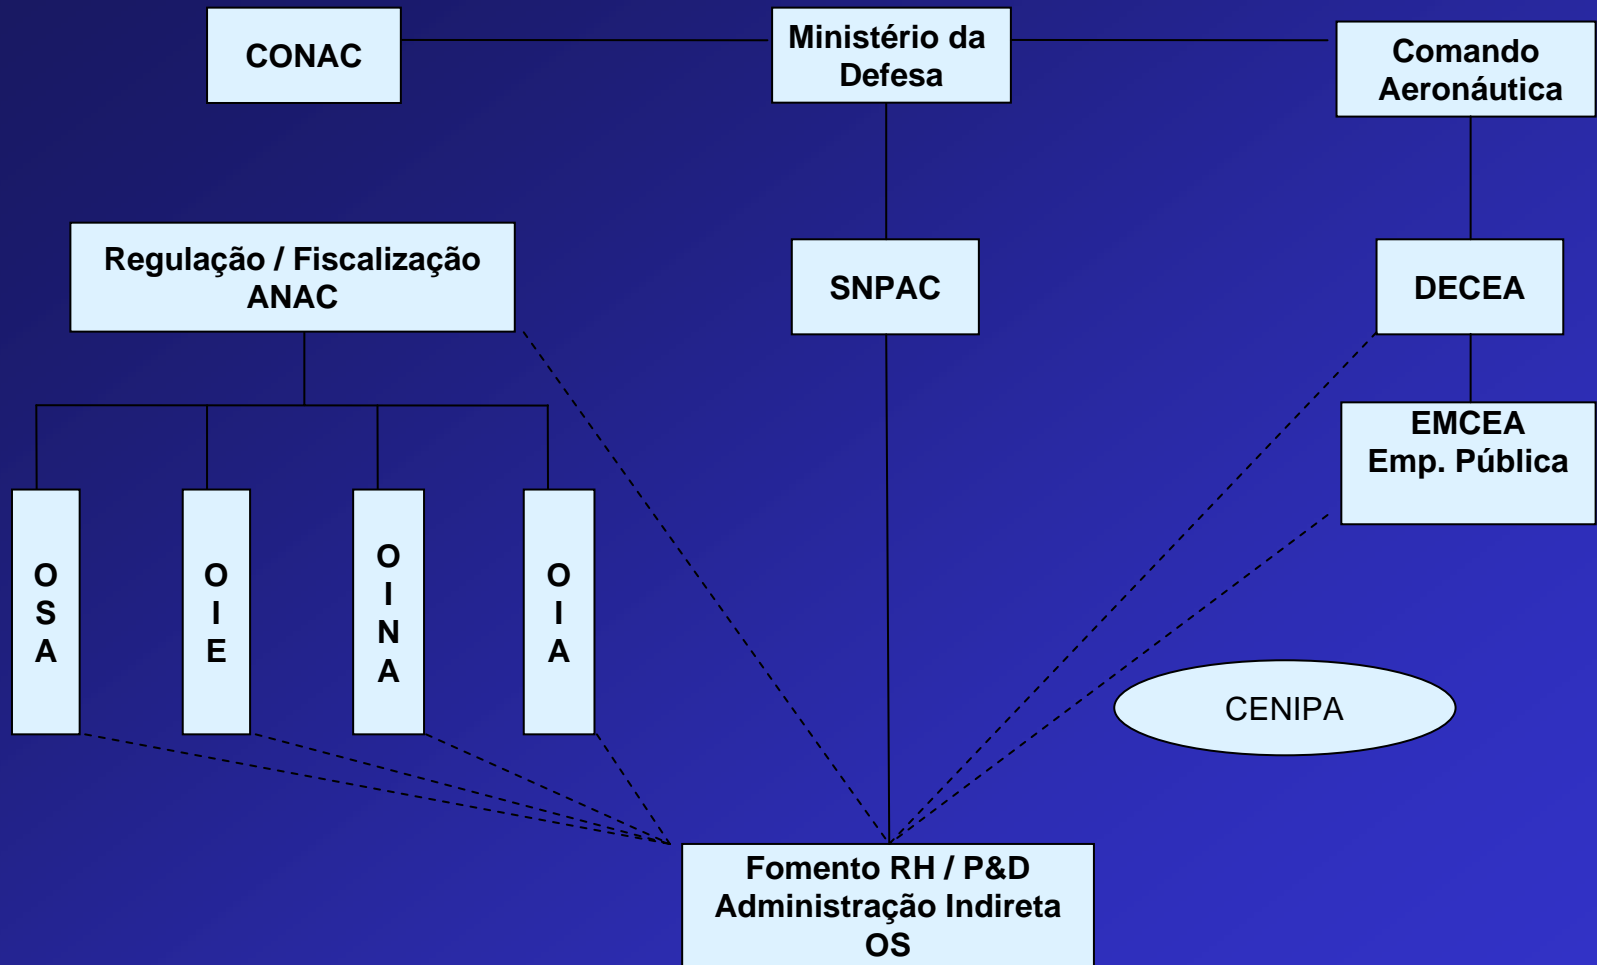 CONAC
Ministério da
Defesa
Comando
Aeronáutica
Regulação / Fiscalização
ANAC
SNPAC
DECEA
EMCEA
Emp. Pública
O
S
A
O
I
E
O
I
N
A
O
I
A
CENIPA
Fomento RH / P&D
Administração Indireta
OS